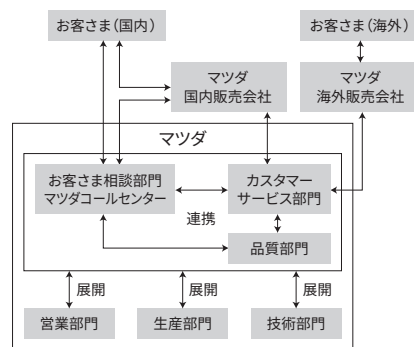 お客さま（国内）
お客さま（海外）
マツダ
国内販売会社
マツダ
海外販売会社
マツダ
お客さま相談部門
マツダコールセンター
カスタマー
サービス部門
連携
品質部門
展開
展開
展開
営業部門
生産部門
技術部門